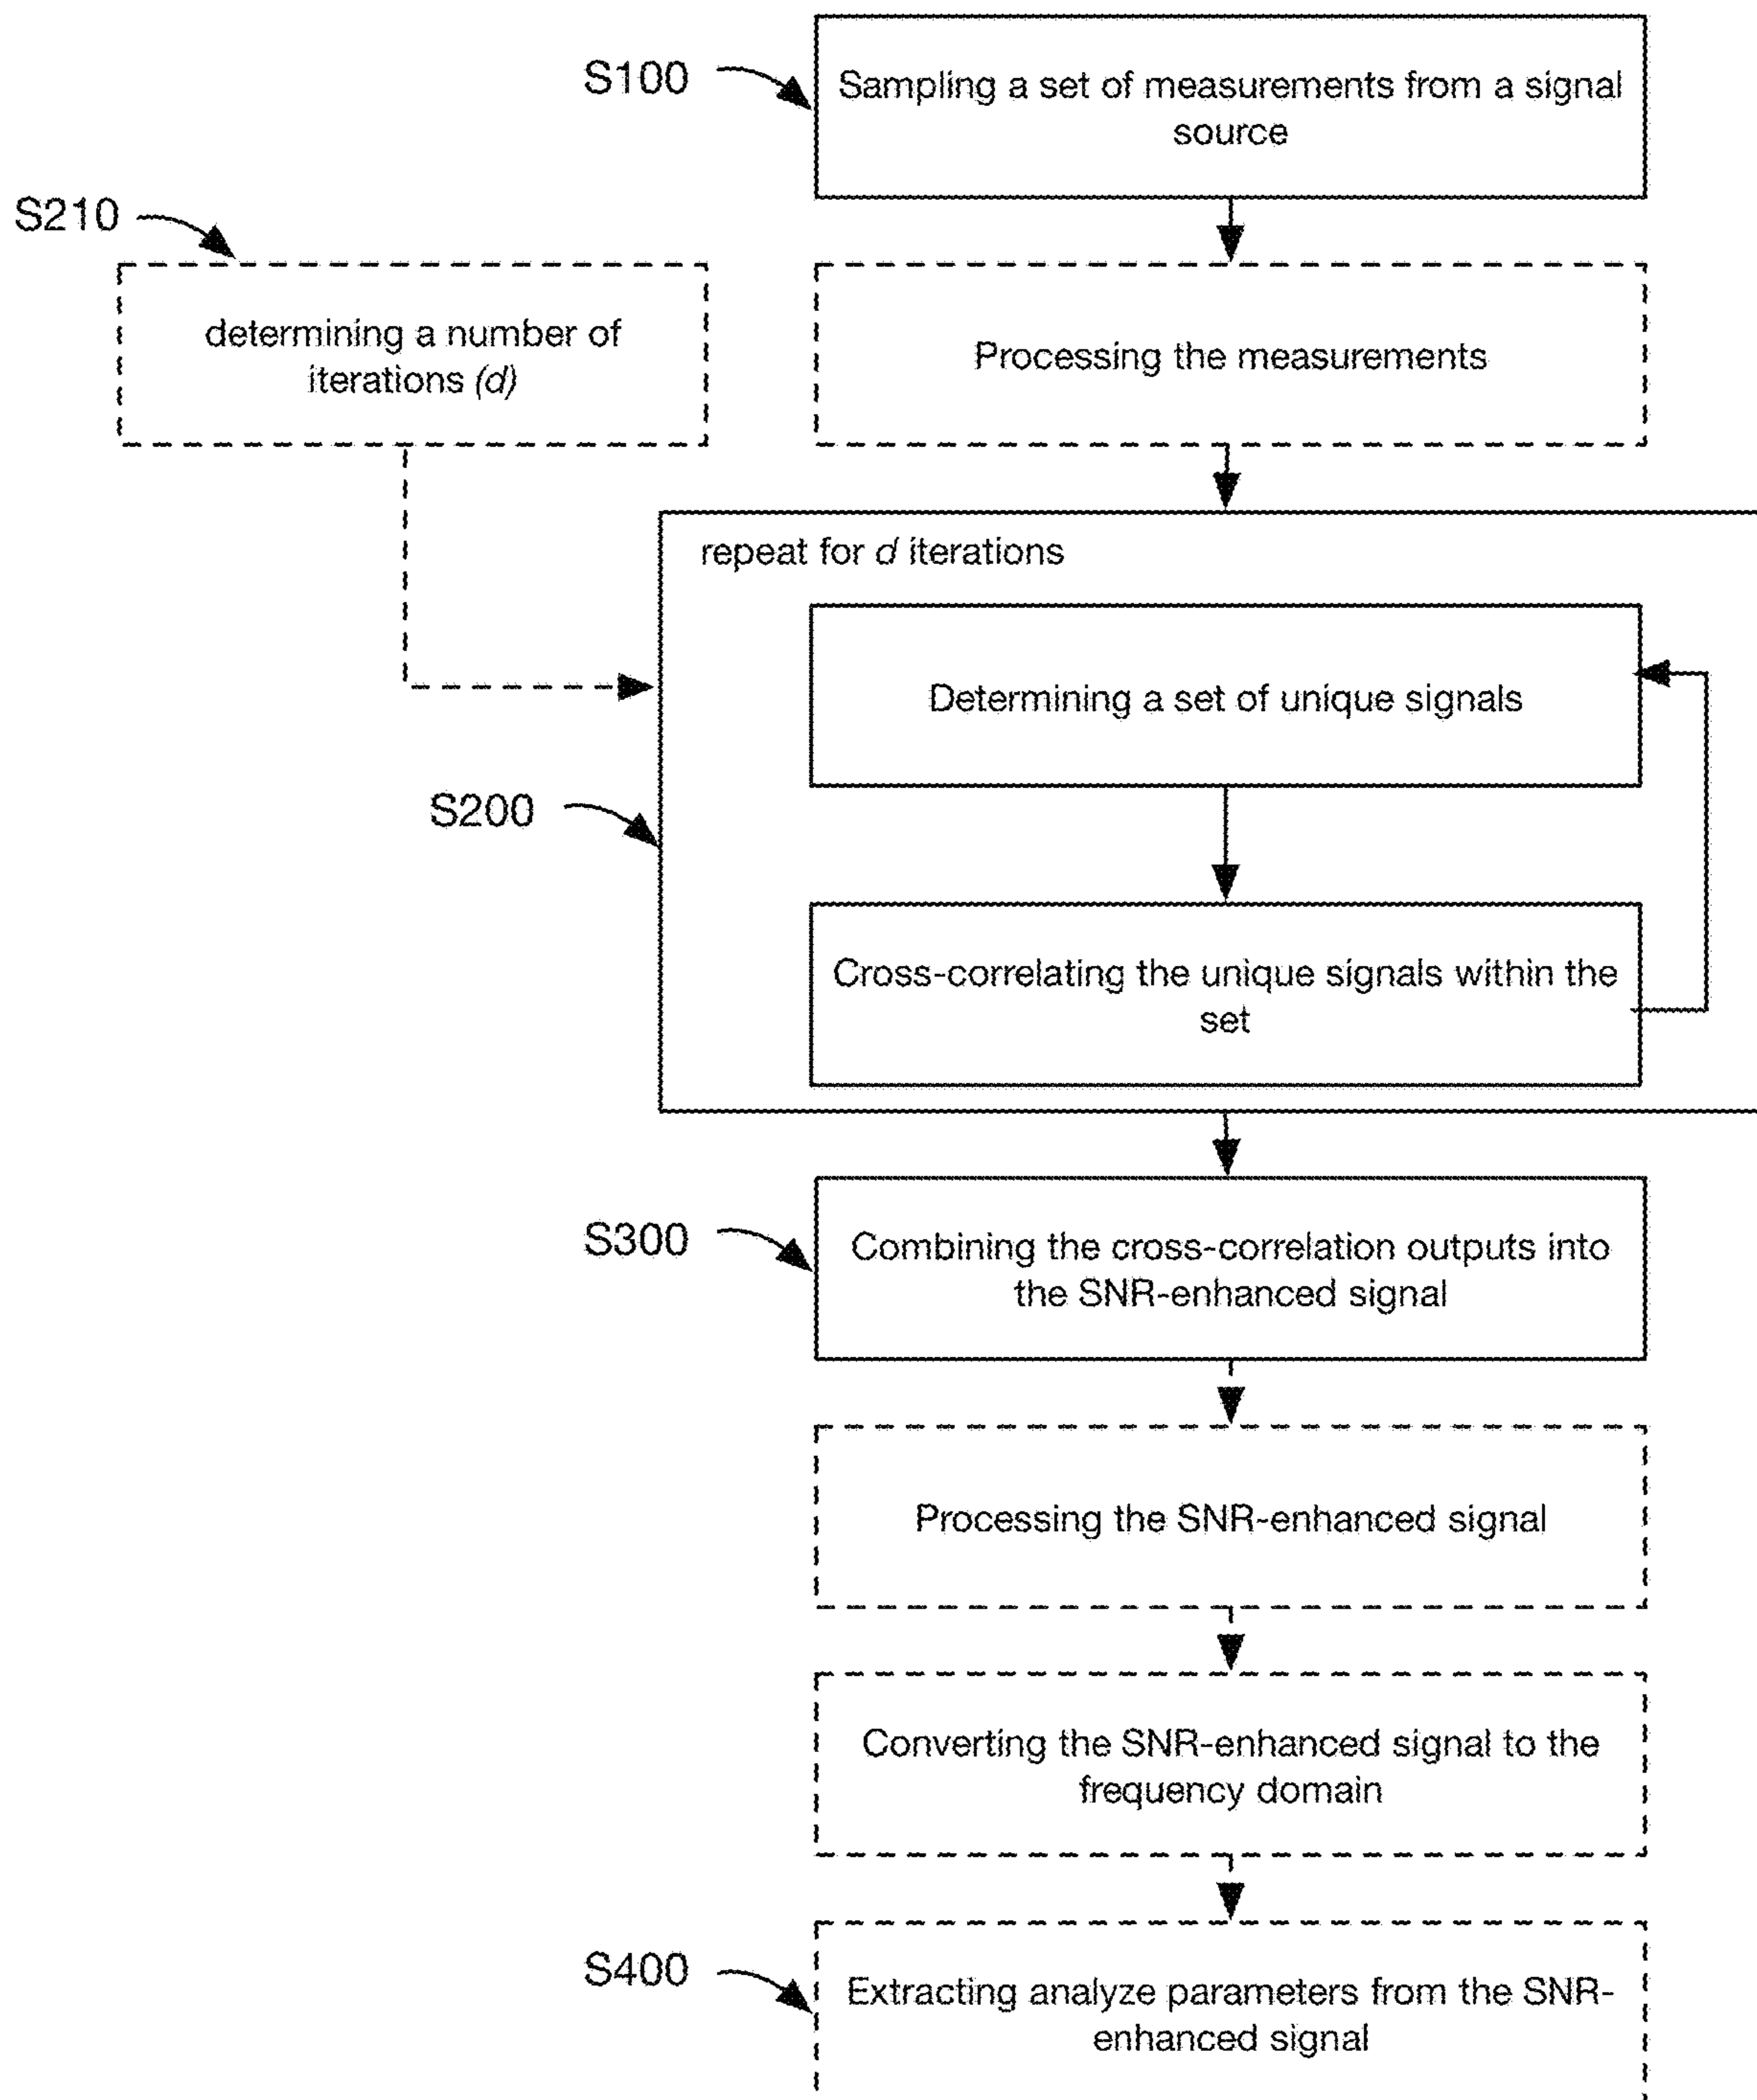 S100
Sampling a set of measurements from a signal
source
S210
determining a number of
iterations (d)
Processing the measurements
repeat for d iterations
Determining a set of unique signals
S200
Cross-correlating the unique signals within the
set
S300
Combining the cross-correlation outputs into
the SNR-enhanced signal
Processing the SNR-enhanced signal
Converting the SNR-enhanced signal to the
frequency domain
S400
Extracting analyze parameters from the SNR-
enhanced signal